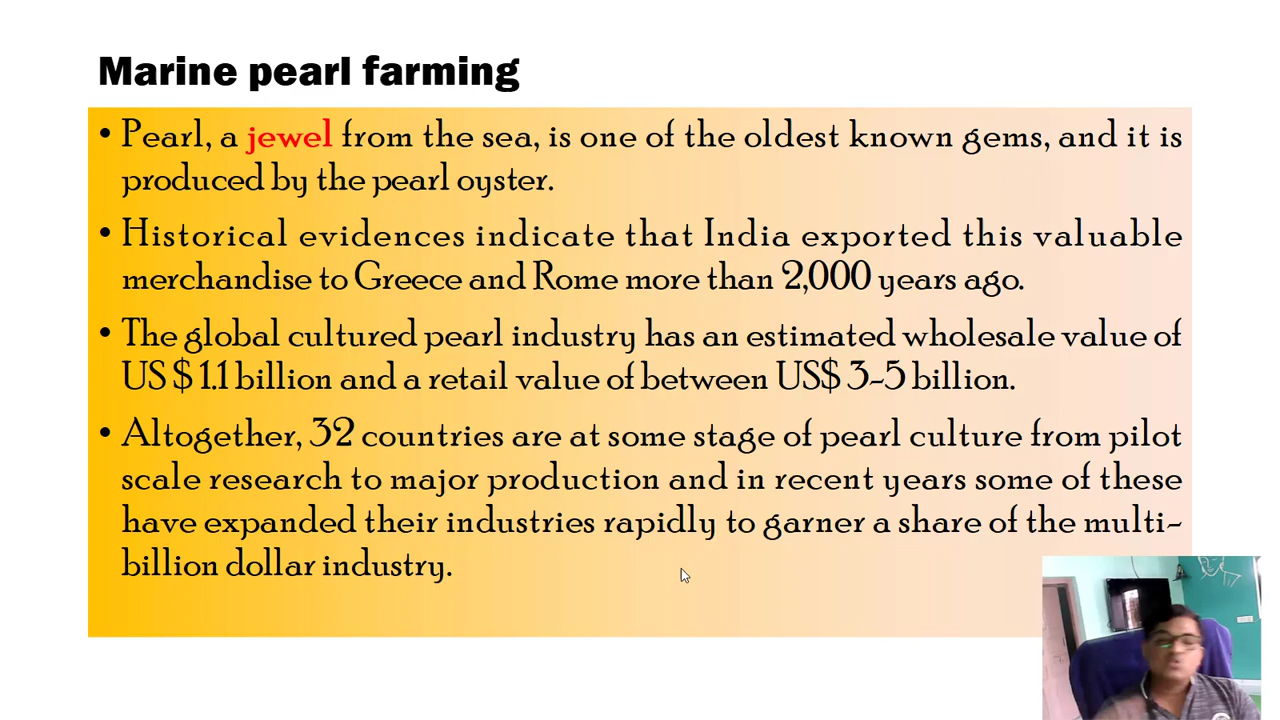 Marine pearl farming
• Pearl, a jewel from the sea, is one of the oldest known gems, and it is
produced by the pearl oyster.
• Historical evidences indicate that India exported this valuable
merchandise to Greece and Rome more than 2,000 years ago.
• The global cultured pearl industry has an estimated wholesale value of
US $ 1.1 billion and a retail value of between US$ 3-5 billion.
• Altogether, 32 countries are at some stage of pearl culture from pilot
scale research to major production and in recent years some of these
have expanded their industries rapidly to garner a share of the multi-
billion dollar industry.